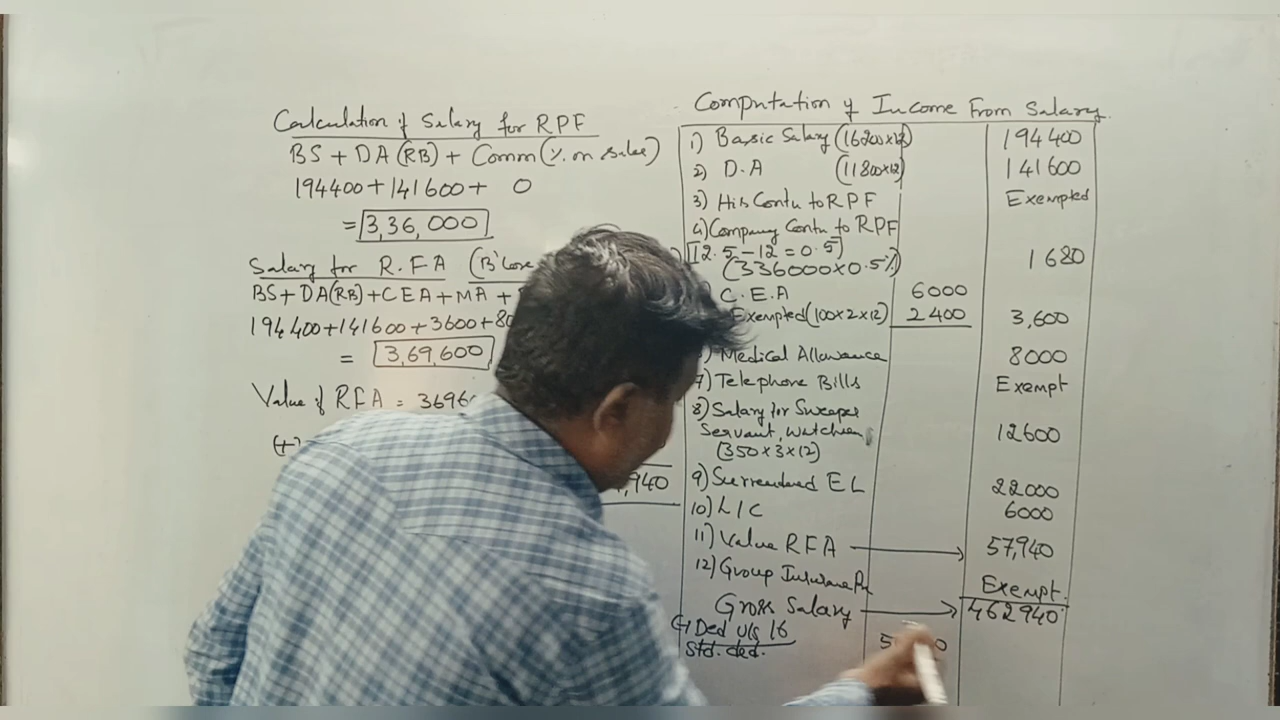 Calculation of Salary for RPF
BS + DA (RB) + Comm (% on sales)
194400 + 141600 + 0
= 3,36,000
Salary for R.F.A (B'lore
BS + DA (RB) + CEA + MA +
194400 + 141600 + 3600 + 80
= 3,69,600
Value of RFA = 3696
(+)
,940
Computation of Income From Salary
1) Basic Salary (16200×12) 194400
2) D.A (11800×12) 141600
3) His Contn to RPF Exempted
4) Company Contn to RPF
[12.5 – 12 = 0.5]
(336000×0.5%) 1680
C.E.A 6000
Exempted (100×2×12) 2400 3,600
) Medical Allowance 8000
7) Telephone Bills Exempt
8) Salary for Sweeper
Servant, Watchman
(350×3×12) 12600
9) Surrendered EL 22000
10) LIC 6000
11) Value RFA → 57,940
12) Group Insurance Exempt.
Gross Salary → 462940
(-) Ded u/s 16
Std. ded. 5 0